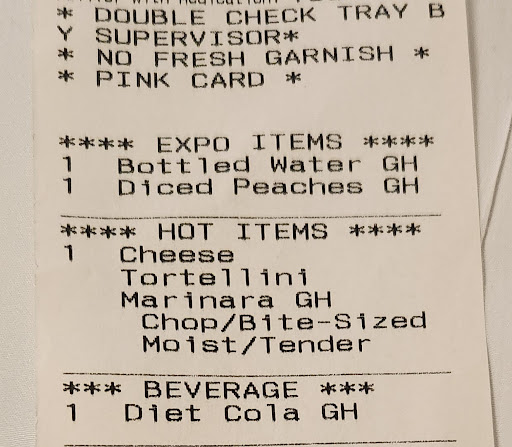 * DOUBLE CHECK TRAY B
Y SUPERVISOR*
* NO FRESH GARNISH *
* PINK CARD *
**** EXPO ITEMS ****
1 Bottled Water GH
1 Diced Peaches GH
**** HOT ITEMS ****
1 Cheese
Tortellini
Marinara GH
Chop/Bite-Sized
Moist/Tender
*** BEVERAGE ***
1 Diet Cola GH